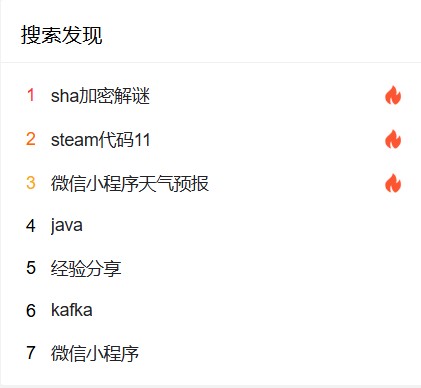 搜索发现
1 sha加密解谜
2 steam代码11
3 微信小程序天气预报
4 java
5 经验分享
6 kafka
7 微信小程序